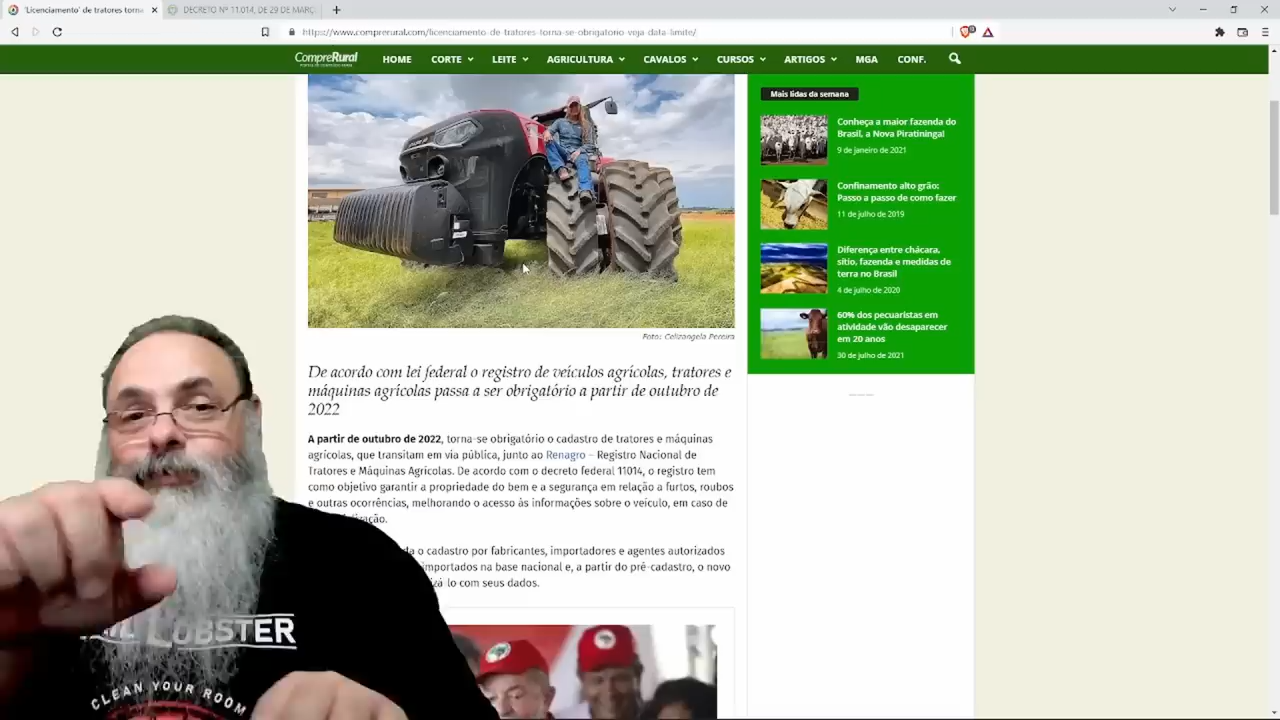 'Licenciamento' de tratores torna
DECRETO Nº 11.014, DE 29 DE MARÇ
https://www.comprerural.com/licenciamento-de-tratores-torna-se-obrigatorio-veja-data-limite/
CompreRural
HOME
CORTE
LEITE
AGRICULTURA
CAVALOS
CURSOS
ARTIGOS
MGA
CONF.
Foto: Celizangela Pereira
De acordo com lei federal o registro de veículos agrícolas, tratores e
máquinas agrícolas passa a ser obrigatório a partir de outubro de
2022
A partir de outubro de 2022, torna-se obrigatório o cadastro de tratores e máquinas
agrícolas, que transitam em via pública, junto ao Renagro – Registro Nacional de
Tratores e Máquinas Agrícolas. De acordo com o decreto federal 11014, o registro tem
como objetivo garantir a propriedade do bem e a segurança em relação a furtos, roubos
e outras ocorrências, melhorando o acesso às informações sobre o veículo, em caso de
o cadastro por fabricantes, importadores e agentes autorizados
importados na base nacional e, a partir do pré-cadastro, o novo
-lo com seus dados.
Mais lidas da semana
Conheça a maior fazenda do
Brasil, a Nova Piratininga!
9 de janeiro de 2021
Confinamento alto grão:
Passo a passo de como fazer
11 de julho de 2019
Diferença entre chácara,
sítio, fazenda e medidas de
terra no Brasil
4 de julho de 2020
60% dos pecuaristas em
atividade vão desaparecer
em 20 anos
30 de julho de 2021
LOBSTER
CLEAN YOUR ROOM